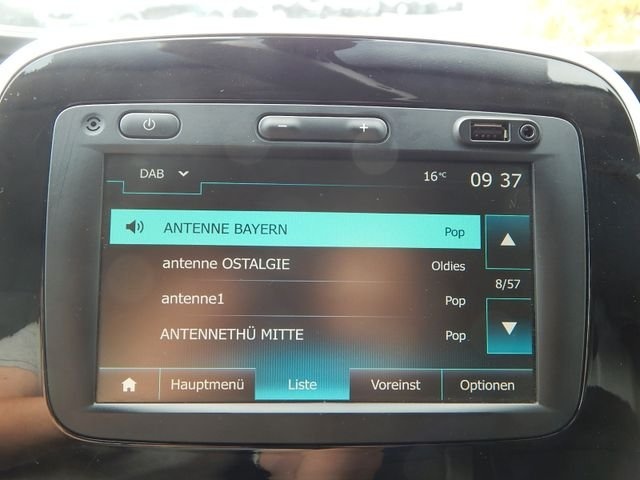 DAB
16°C
09 37
N
ANTENNE BAYERN Pop
antenne OSTALGIE Oldies
antenne1 Pop
8/57
ANTENNETHÜ MITTE Pop
Hauptmenü Liste Voreinst Optionen